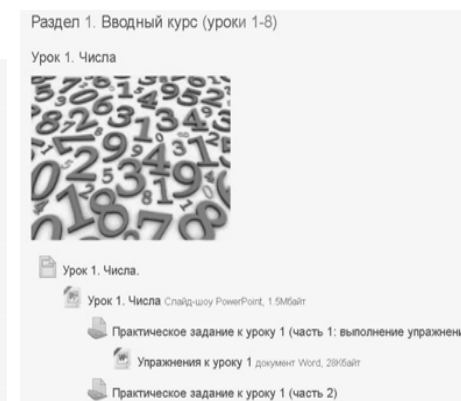 Раздел 1. Вводный курс (уроки 1-8)
Урок 1. Числа
Урок 1. Числа.
Урок 1. Числа Слайд-шоу PowerPoint, 1.5Мбайт
Практическое задание к уроку 1 (часть 1: выполнение упражнени
Упражнения к уроку 1 документ Word, 28Кбайт
Практическое задание к уроку 1 (часть 2)